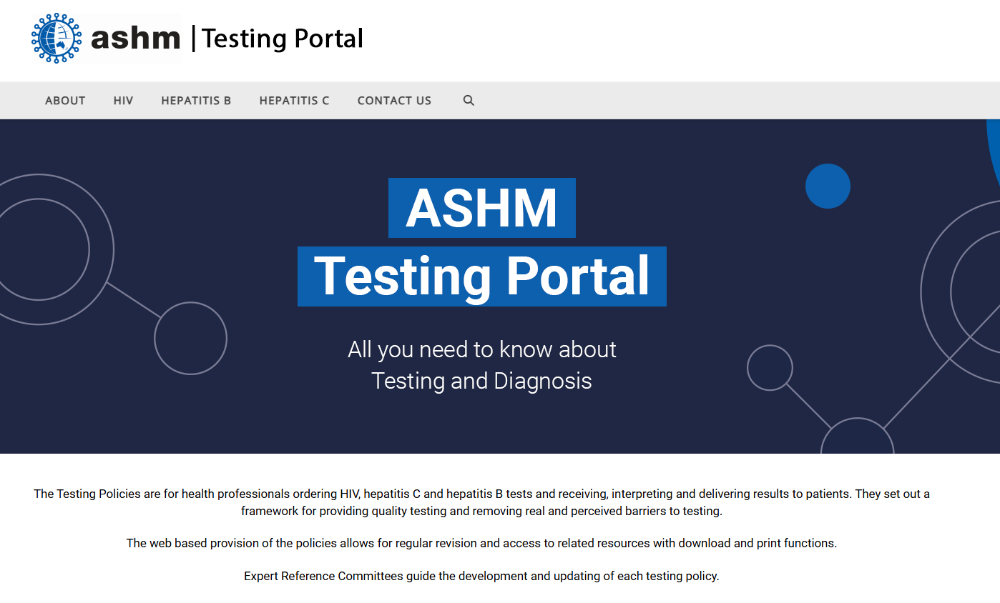 ashm | Testing Portal
ABOUT HIV HEPATITIS B HEPATITIS C CONTACT US
ASHM
Testing Portal
All you need to know about
Testing and Diagnosis
The Testing Policies are for health professionals ordering HIV, hepatitis C and hepatitis B tests and receiving, interpreting and delivering results to patients. They set out a
framework for providing quality testing and removing real and perceived barriers to testing.
The web based provision of the policies allows for regular revision and access to related resources with download and print functions.
Expert Reference Committees guide the development and updating of each testing policy.